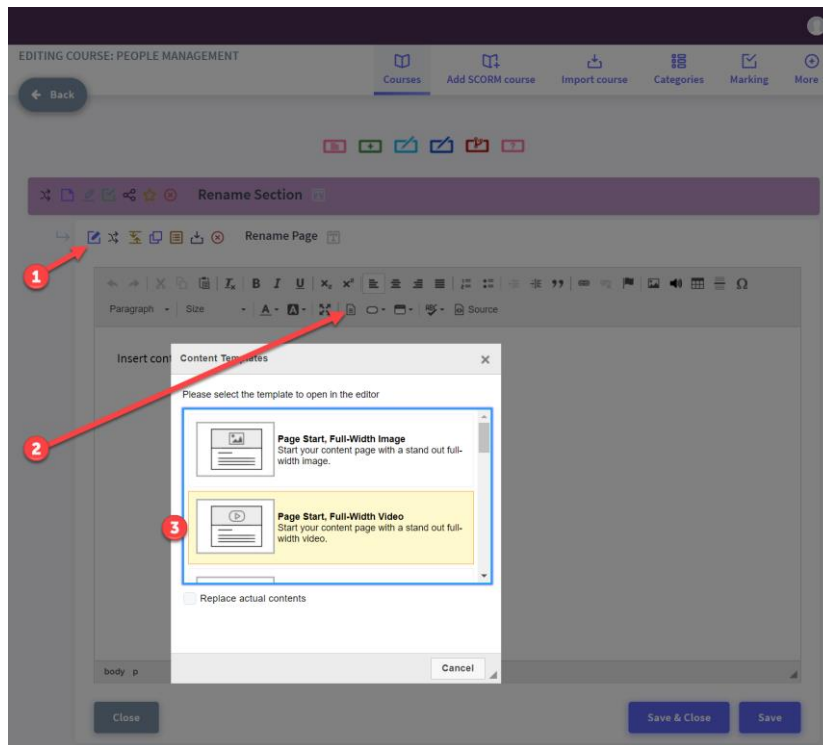 EDITING COURSE: PEOPLE MANAGEMENT
Courses
Add SCORM course
Import course
Categories
Marking
More
Back
Rename Section
Rename Page
1
Paragraph
Size
Source
Insert cont
Content Templates
Please select the template to open in the editor
2
Page Start, Full-Width Image
Start your content page with a stand out full-
width image.
3
Page Start, Full-Width Video
Start your content page with a stand out full-
width video.
Replace actual contents
Cancel
body p
Close
Save & Close
Save